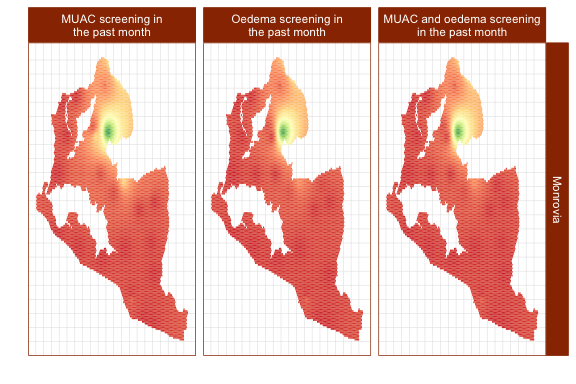 MUAC screening in
the past month
Oedema screening in
the past month
MUAC and oedema screening
in the past month
Monrovia